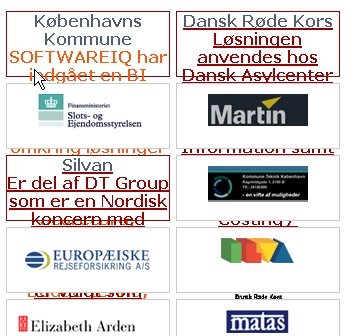 Københavns
Kommune
SOFTWAREIQ har
indgået en BI
Dansk Røde Kors
Løsningen
anvendes hos
Dansk Asylcenter
Finansministeriet
Slots- og
Ejendomsstyrelsen
Martin
omkring løsninger
Information samt
Silvan
Er del af DT Group
som er en Nordisk
koncern med
Kommune Teknik København
- en vifte af muligheder
EUROPÆISKE
REJSEFORSIKRING A/S
Dansk Røde Kors
Elizabeth Arden
matas